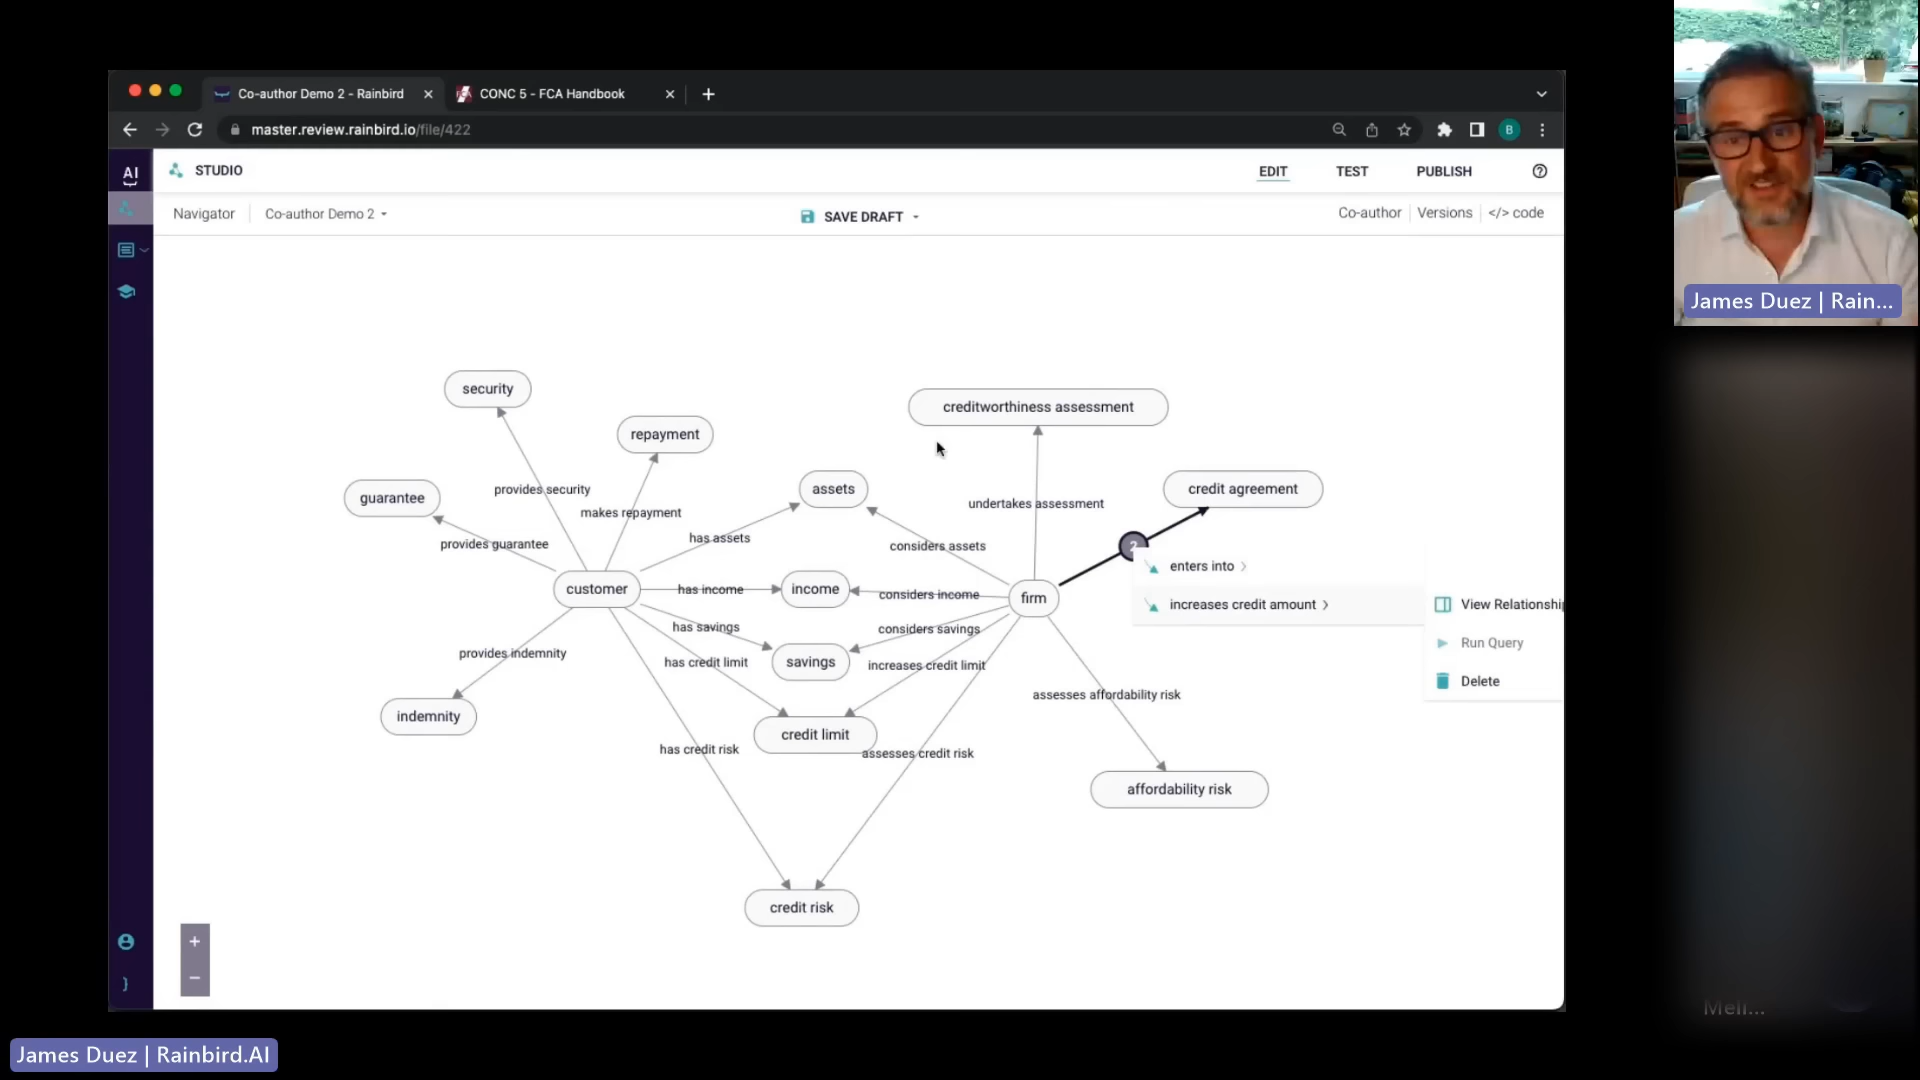 Co-author Demo 2 - Rainbird
CONC 5 - FCA Handbook
master.review.rainbird.io/file/422
B
AI
STUDIO
EDIT
TEST
PUBLISH
Navigator
Co-author Demo 2
SAVE DRAFT
Co-author
Versions
</> code
security
creditworthiness assessment
repayment
assets
credit agreement
guarantee
provides security
undertakes assessment
makes repayment
has assets
considers assets
provides guarantee
2
enters into
customer
has income
income
considers income
firm
increases credit amount
View Relationship
has savings
considers savings
Run Query
provides indemnity
has credit limit
savings
increases credit limit
Delete
assesses affordability risk
indemnity
credit limit
has credit risk
assesses credit risk
affordability risk
credit risk
+
-
James Duez | Rain...
Meli...
James Duez | Rainbird.AI